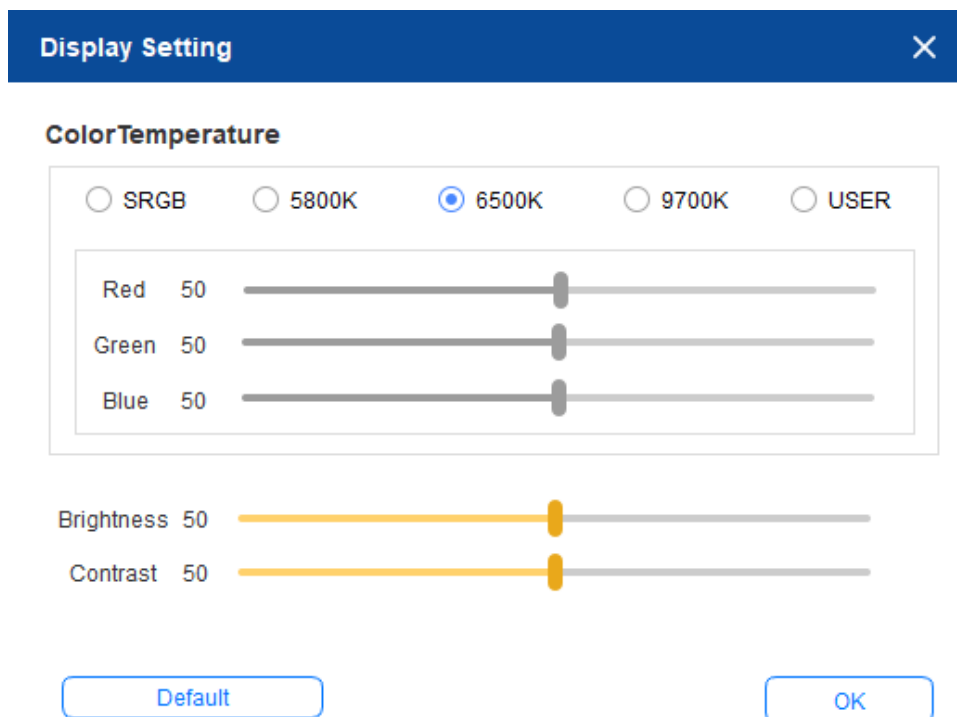 Display Setting
ColorTemperature
SRGB 5800K 6500K 9700K USER
Red 50
Green 50
Blue 50
Brightness 50
Contrast 50
Default OK